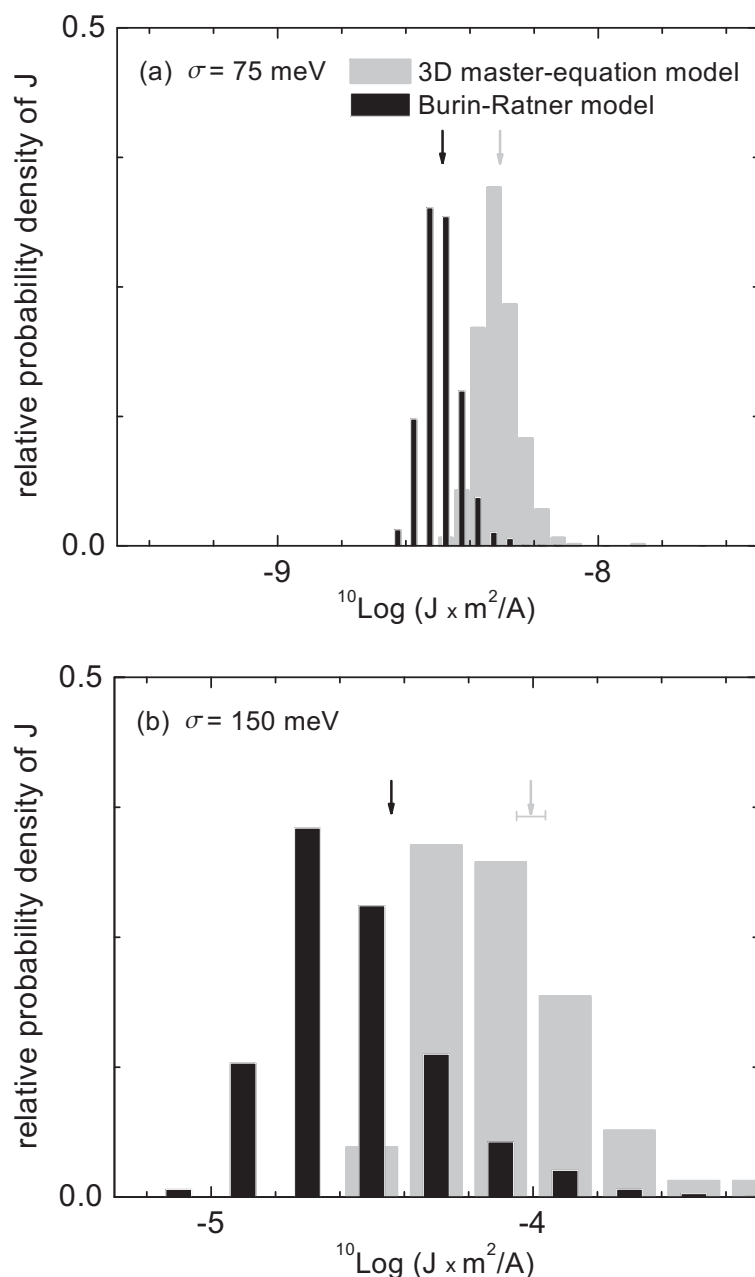 0.5
(a) σ = 75 meV
3D master-equation model
Burin-Ratner model
relative probability density of J
0.0
-9
-8
¹⁰Log (J x m²/A)
0.5
(b) σ = 150 meV
relative probability density of J
0.0
-5
-4
¹⁰Log (J x m²/A)